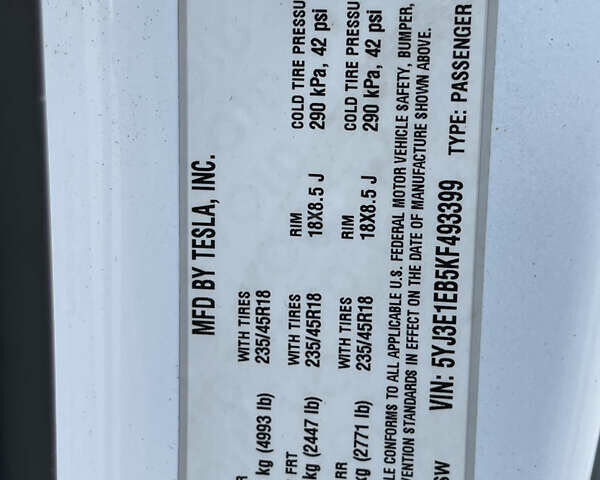 MFD BY TESLA, INC.
WITH TIRES
235/45R18
kg (4993 lb)
FRT WITH TIRES RIM COLD TIRE PRESSU
kg (2447 lb) 235/45R18 18X8.5 J 290 kPa, 42 psi
RR WITH TIRES RIM COLD TIRE PRESSU
kg (2771 lb) 235/45R18 18X8.5 J 290 kPa, 42 psi
LE CONFORMS TO ALL APPLICABLE U.S. FEDERAL MOTOR VEHICLE SAFETY, BUMPER,
VENTION STANDARDS IN EFFECT ON THE DATE OF MANUFACTURE SHOWN ABOVE.
SW VIN: 5YJ3E1EB5KF493399 TYPE: PASSENGER